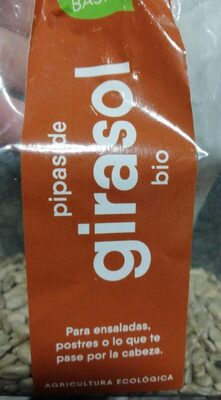 pipas de
girasol
bio
Para ensaladas,
postres o lo que te
pase por la cabeza.
AGRICULTURA ECOLÓGICA